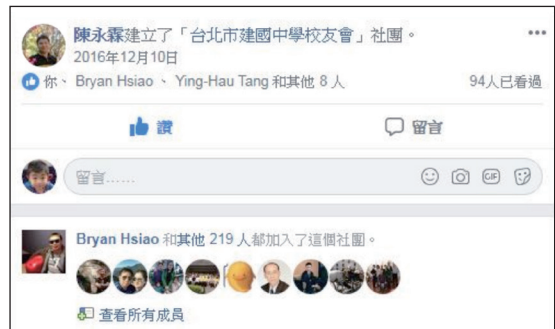 陳永霖建立了「台北市建國中學校友會」社團。
2016年12月10日
你、 Bryan Hsiao 、 Ying-Hau Tang 和其他 8 人 94人已看過
讚 留言
留言…… GIF
Bryan Hsiao 和其他 219 人都加入了這個社團。
查看所有成員